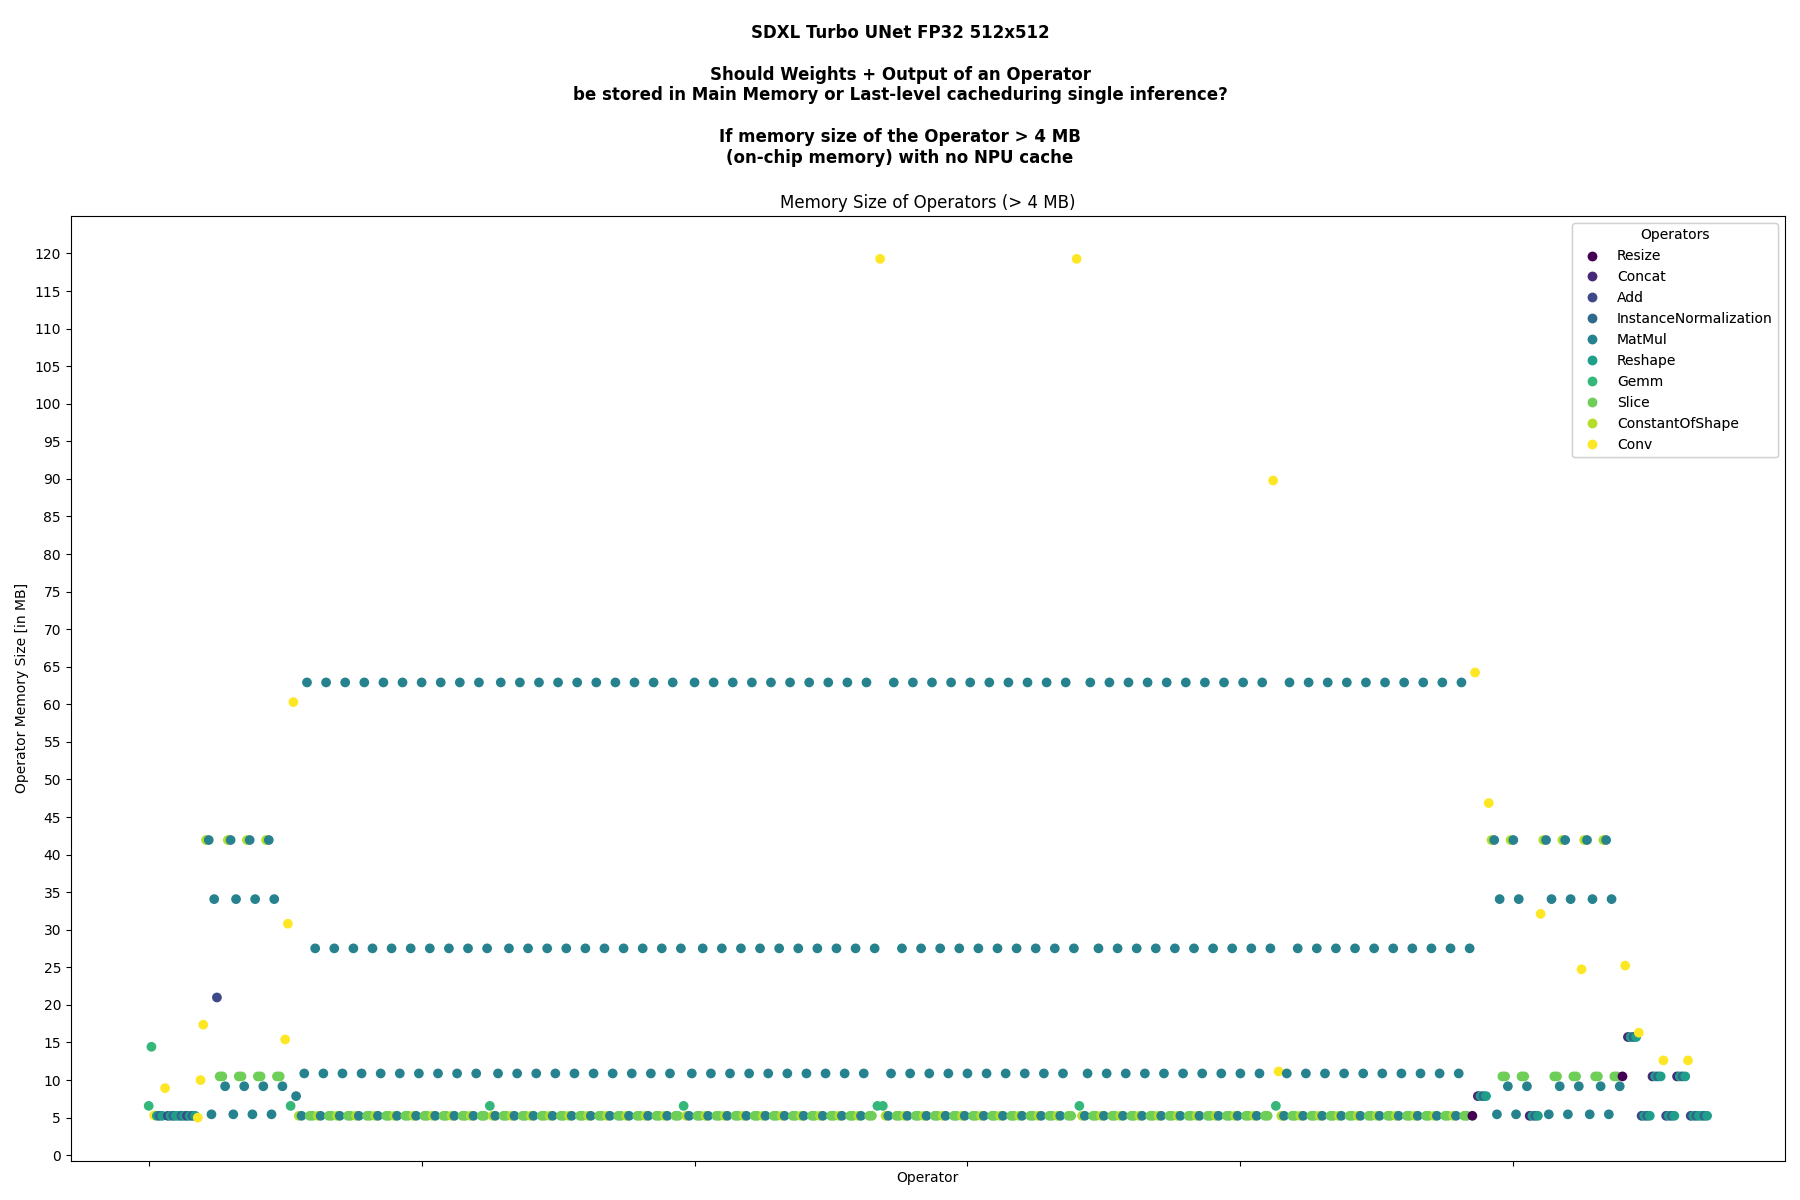 SDXL Turbo UNet FP32 512x512
Should Weights + Output of an Operator
be stored in Main Memory or Last-level cacheduring single inference?
If memory size of the Operator > 4 MB
(on-chip memory) with no NPU cache
Memory Size of Operators (> 4 MB)
Operator Memory Size [in MB]
120
115
110
105
100
95
90
85
80
75
70
65
60
55
50
45
40
35
30
25
20
15
10
5
0
Operators
Resize
Concat
Add
InstanceNormalization
MatMul
Reshape
Gemm
Slice
ConstantOfShape
Conv
Operator